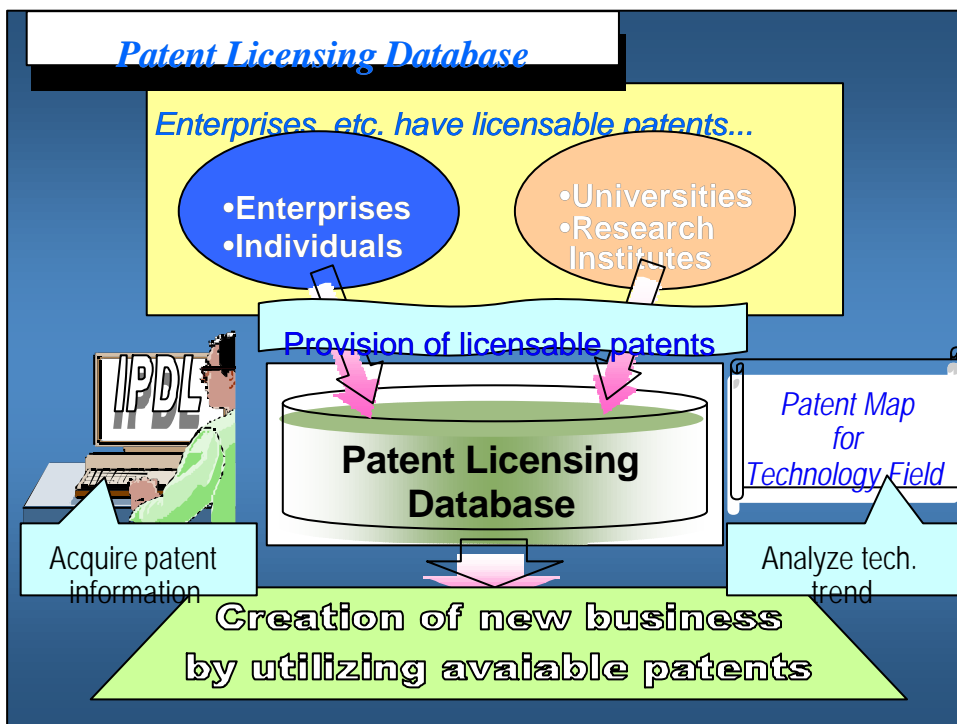 Patent Licensing Database
Enterprises, etc. have licensable patents...
•Enterprises
•Individuals
•Universities
•Research
Institutes
Provision of licensable patents
IPDL
Patent Map
for
Technology Field
Patent Licensing
Database
Acquire patent
information
Analyze tech.
trend
Creation of new business
by utilizing avaiable patents